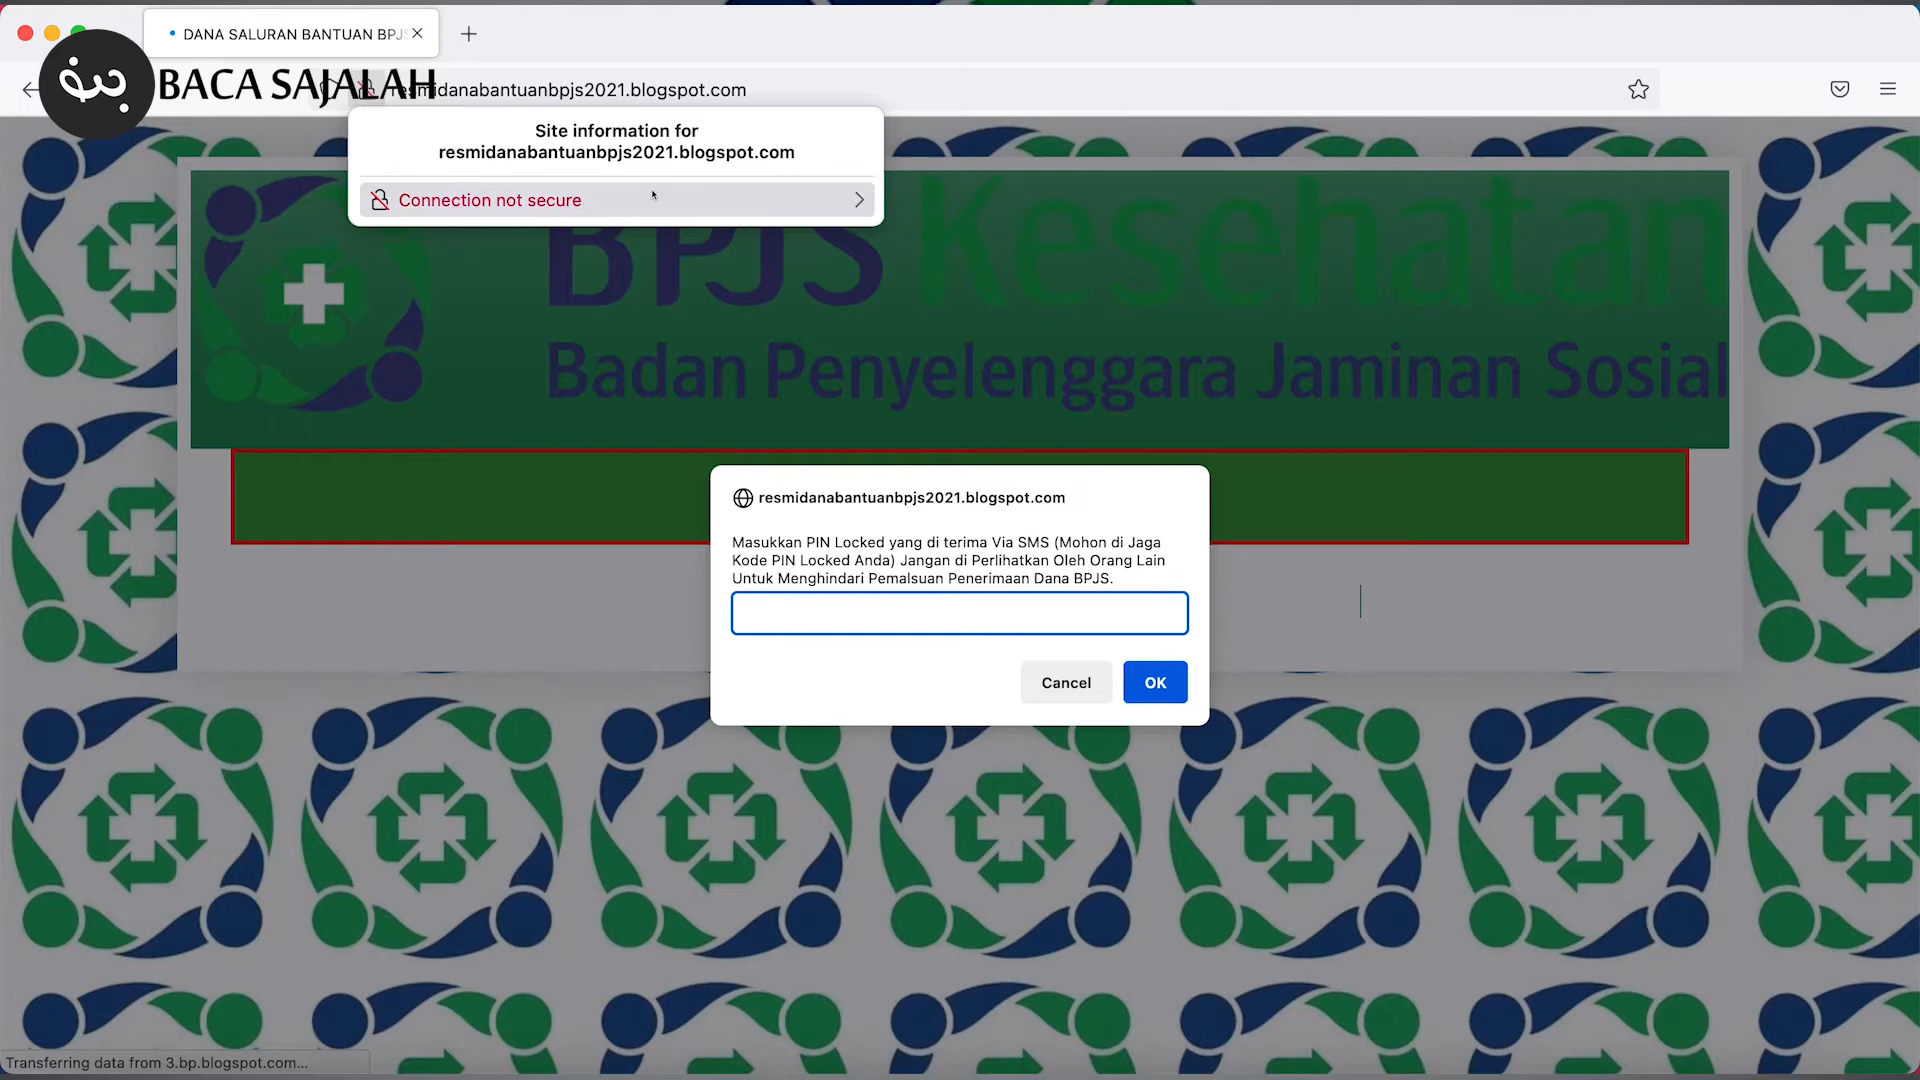 DANA SALURAN BANTUAN BPJS
BACA SAJALAH
resmidanabantuanbpjs2021.blogspot.com
Site information for
resmidanabantuanbpjs2021.blogspot.com
Connection not secure
BPJS Kesehatan
Badan Penyelenggara Jaminan Sosial
resmidanabantuanbpjs2021.blogspot.com
Masukkan PIN Locked yang di terima Via SMS (Mohon di Jaga
Kode PIN Locked Anda) Jangan di Perlihatkan Oleh Orang Lain
Untuk Menghindari Pemalsuan Penerimaan Dana BPJS.
Cancel
OK
Transferring data from 3.bp.blogspot.com...